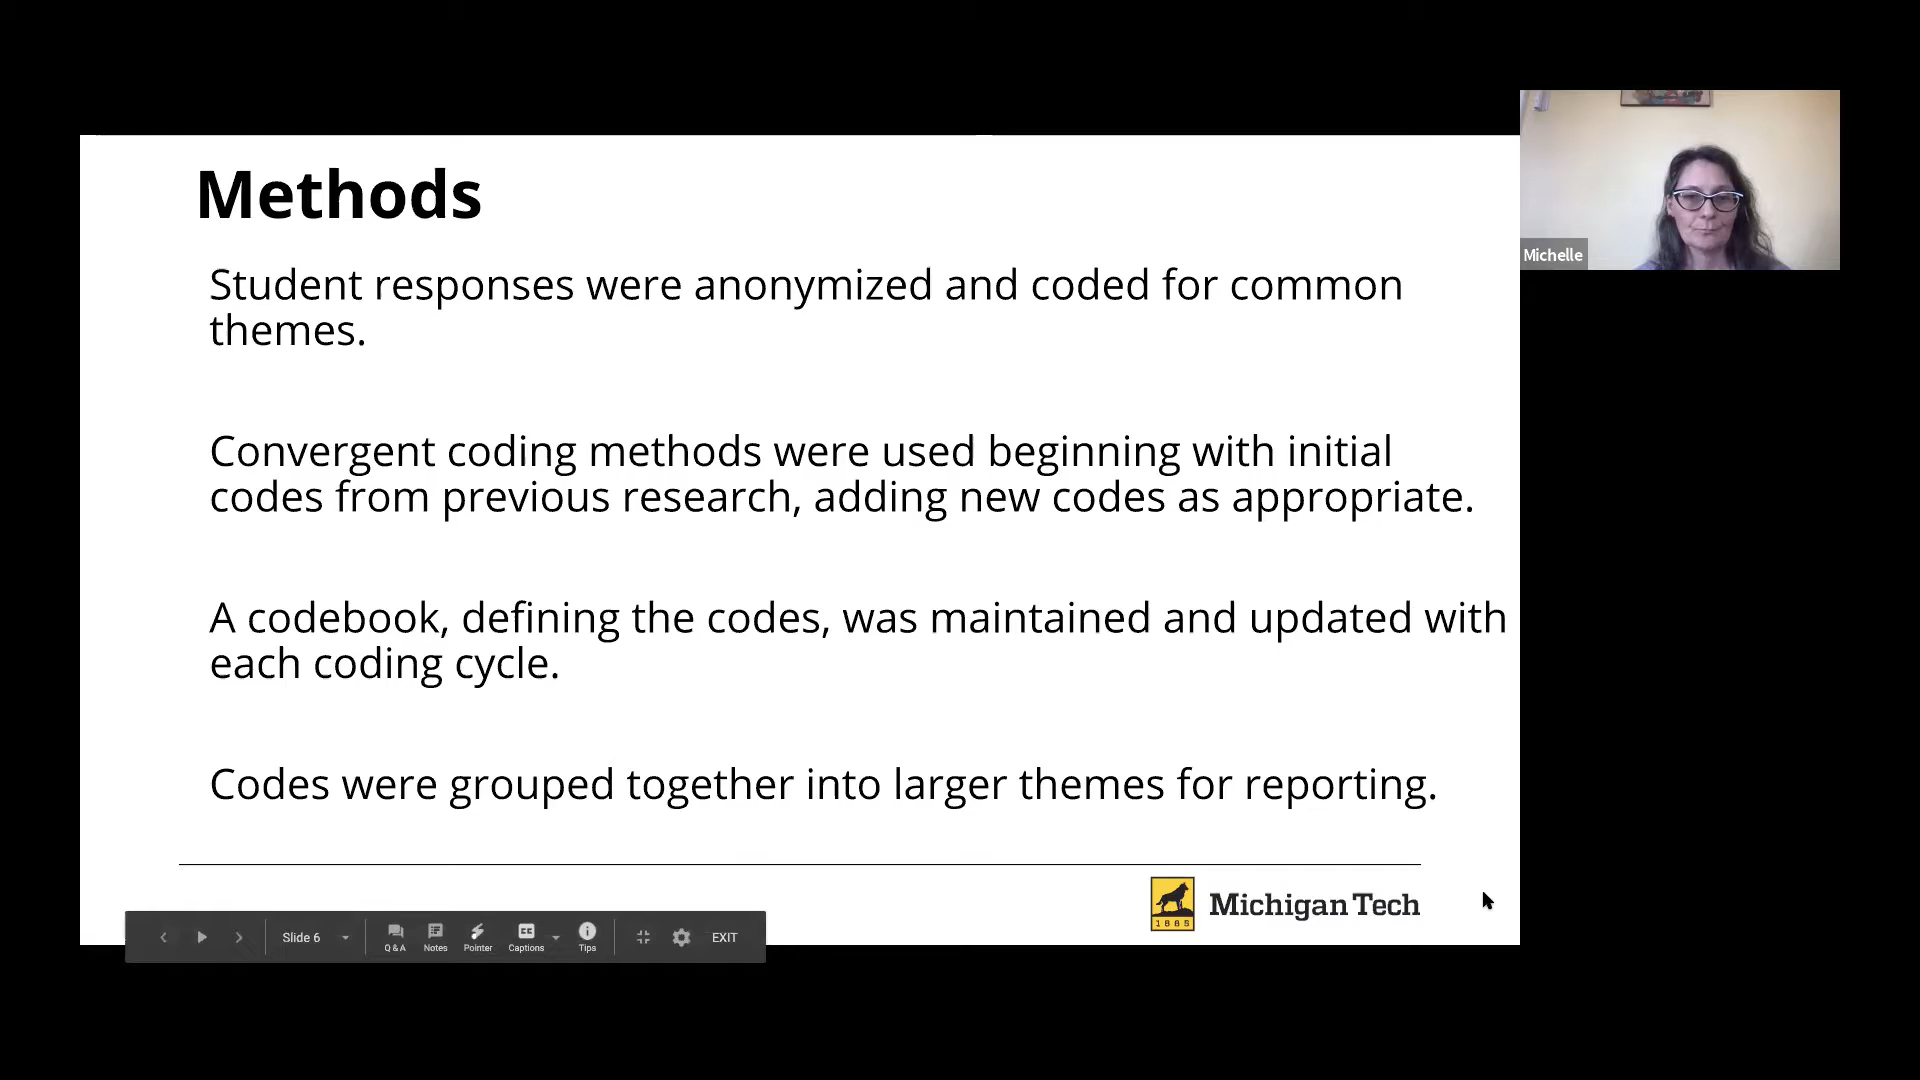 Methods
Student responses were anonymized and coded for common
themes.
Convergent coding methods were used beginning with initial
codes from previous research, adding new codes as appropriate.
A codebook, defining the codes, was maintained and updated with
each coding cycle.
Codes were grouped together into larger themes for reporting.
1885
Michigan Tech
Slide 6
Q & A
Notes
Pointer
Captions
Tips
EXIT
Michelle